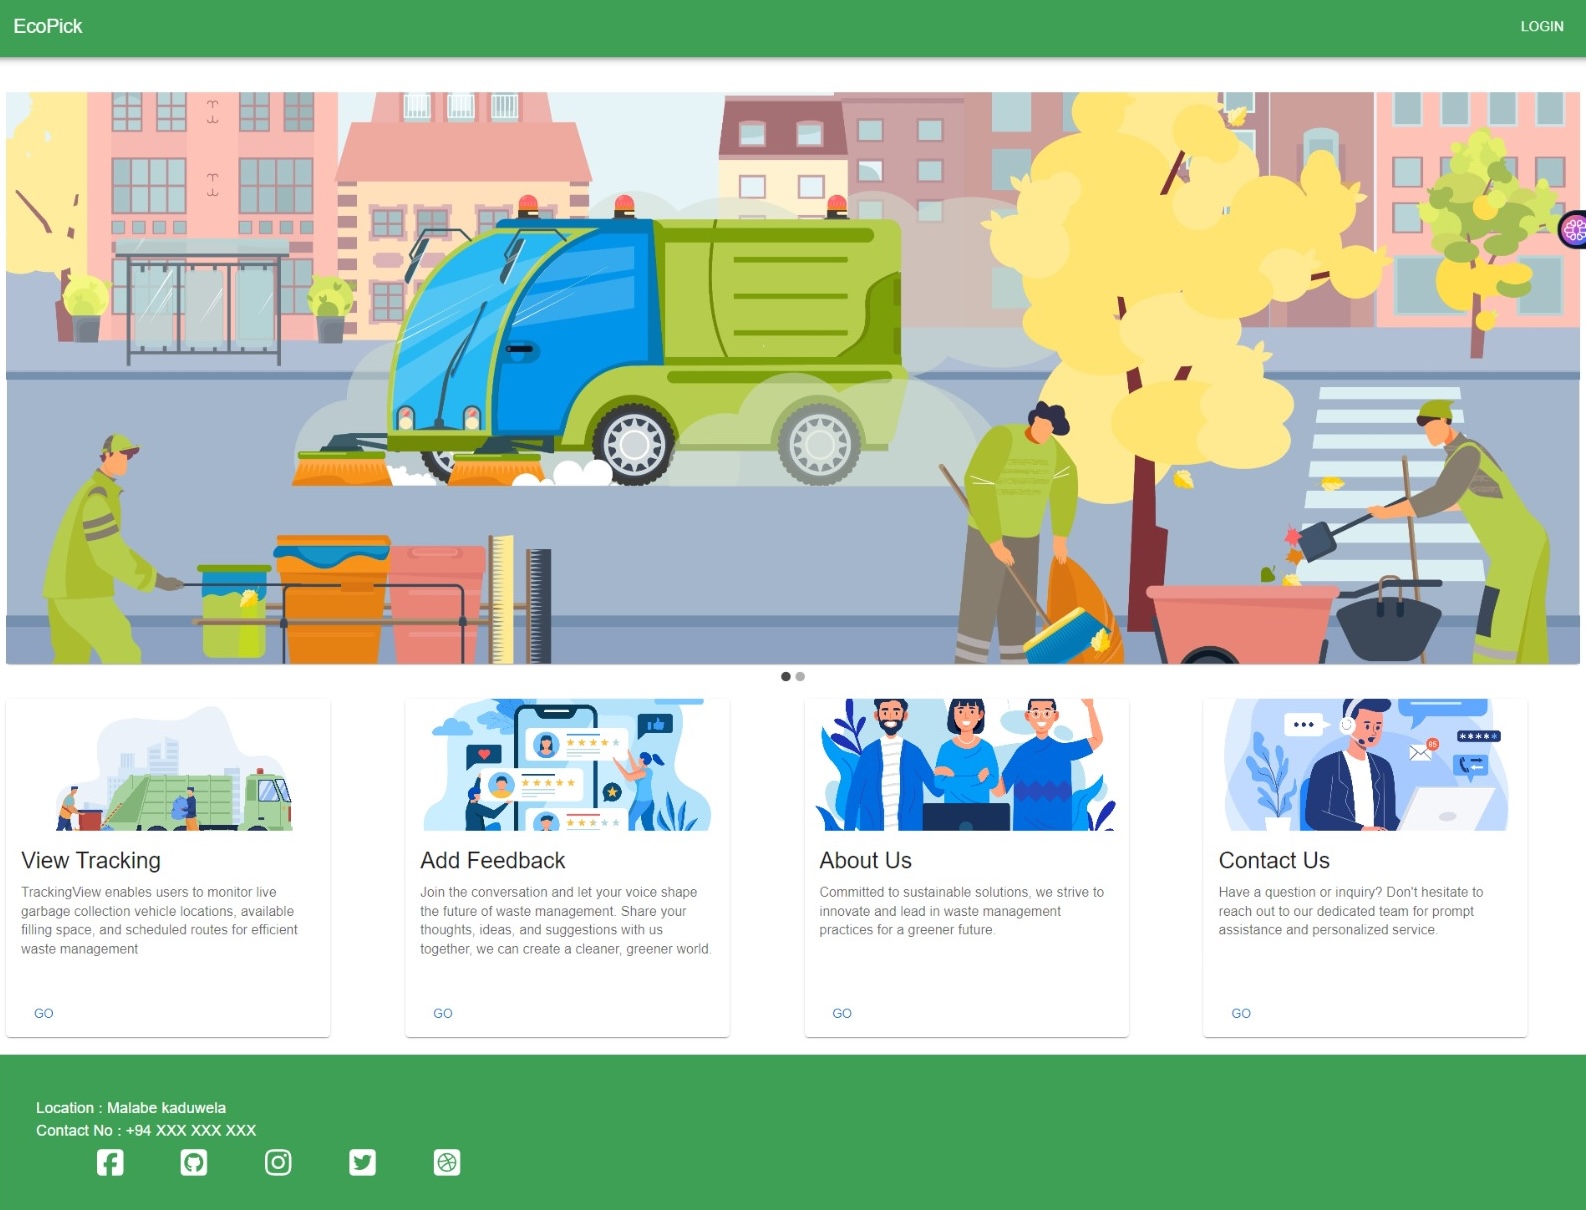 EcoPick
LOGIN
85
*****
View Tracking
TrackingView enables users to monitor live
garbage collection vehicle locations, available
filling space, and scheduled routes for efficient
waste management
GO
Add Feedback
Join the conversation and let your voice shape
the future of waste management. Share your
thoughts, ideas, and suggestions with us
together, we can create a cleaner, greener world.
GO
About Us
Committed to sustainable solutions, we strive to
innovate and lead in waste management
practices for a greener future.
GO
Contact Us
Have a question or inquiry? Don't hesitate to
reach out to our dedicated team for prompt
assistance and personalized service.
GO
Location : Malabe kaduwela
Contact No : +94 XXX XXX XXX